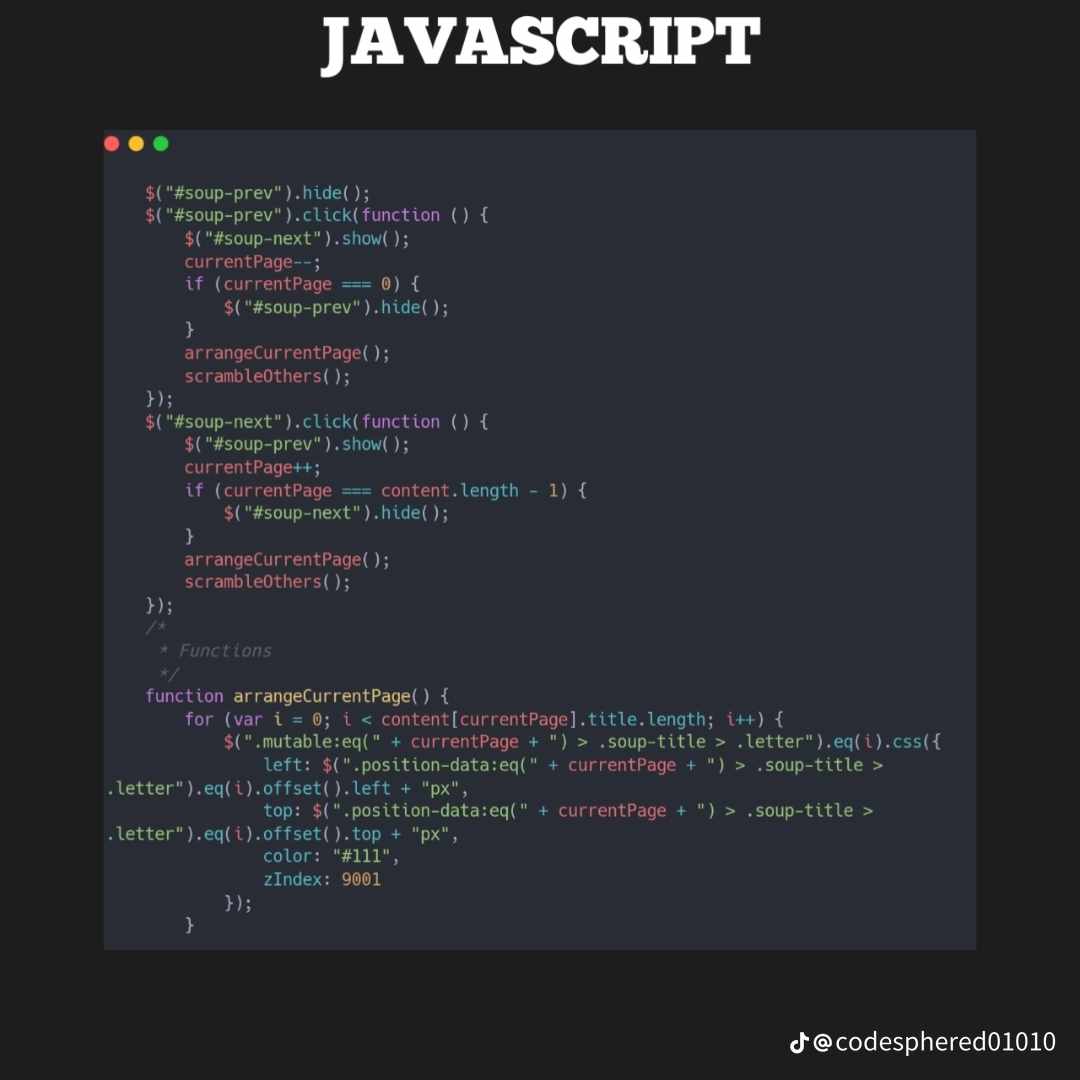 JAVASCRIPT
$("#soup-prev").hide();
$("#soup-prev").click(function () {
$("#soup-next").show();
currentPage--;
if (currentPage === 0) {
$("#soup-prev").hide();
}
arrangeCurrentPage();
scrambleOthers();
});
$("#soup-next").click(function () {
$("#soup-prev").show();
currentPage++;
if (currentPage === content.length - 1) {
$("#soup-next").hide();
}
arrangeCurrentPage();
scrambleOthers();
});
/*
* Functions
*/
function arrangeCurrentPage() {
for (var i = 0; i < content[currentPage].title.length; i++) {
$(".mutable:eq(" + currentPage + ") > .soup-title > .letter").eq(i).css({
left: $(".position-data:eq(" + currentPage + ") > .soup-title >
.letter").eq(i).offset().left + "px",
top: $(".position-data:eq(" + currentPage + ") > .soup-title >
.letter").eq(i).offset().top + "px",
color: "#111",
zIndex: 9001
});
}
@codesphered01010